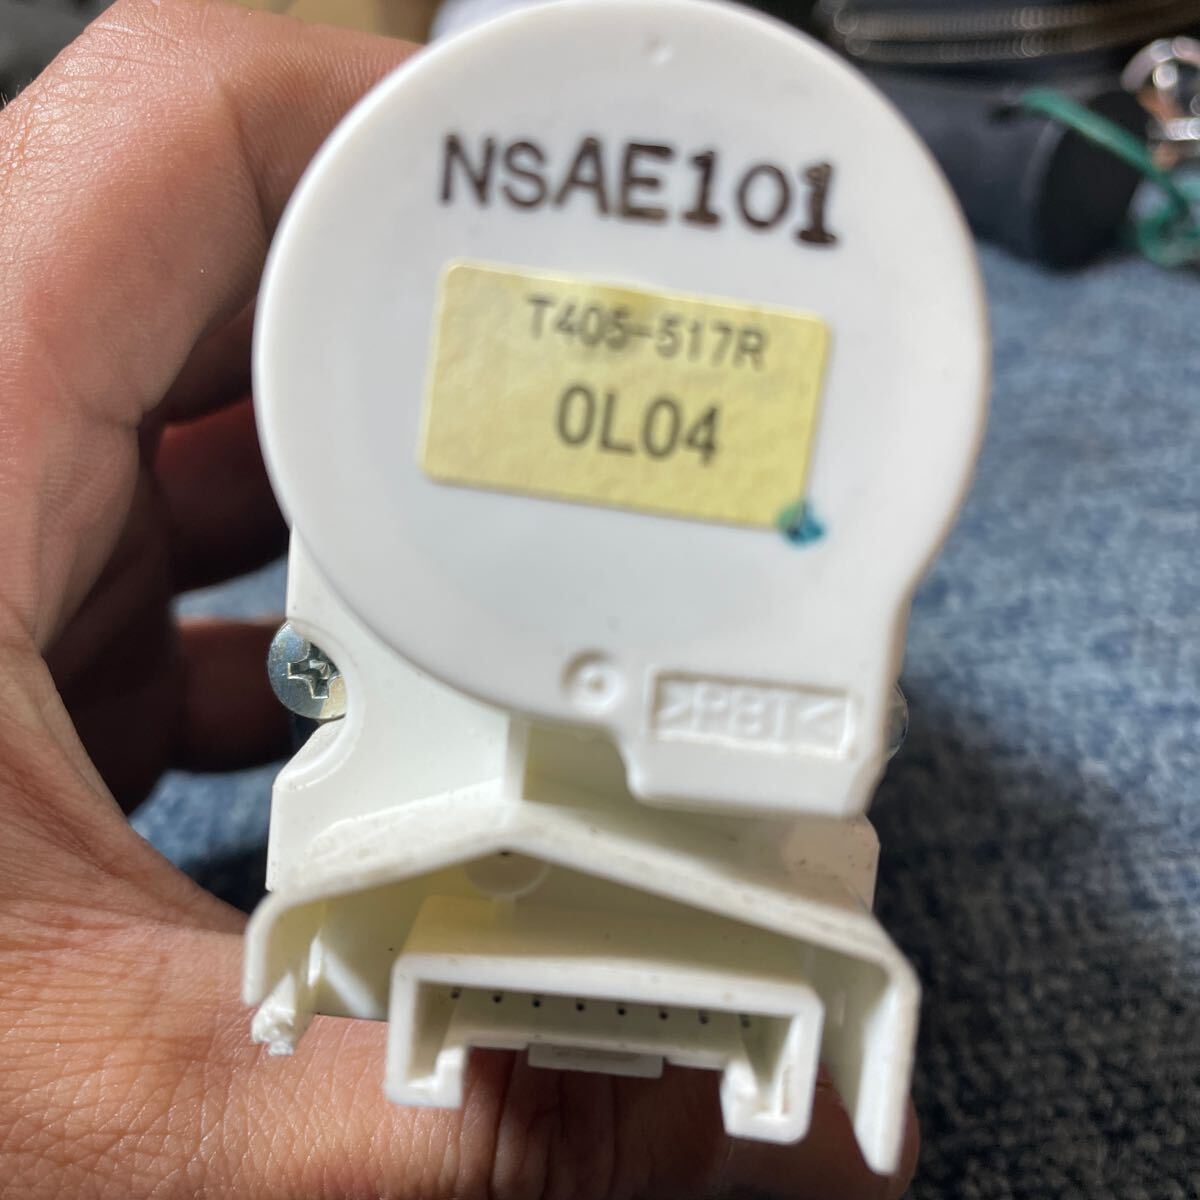 NSAE101
T405-517R
0L04
>PBT<